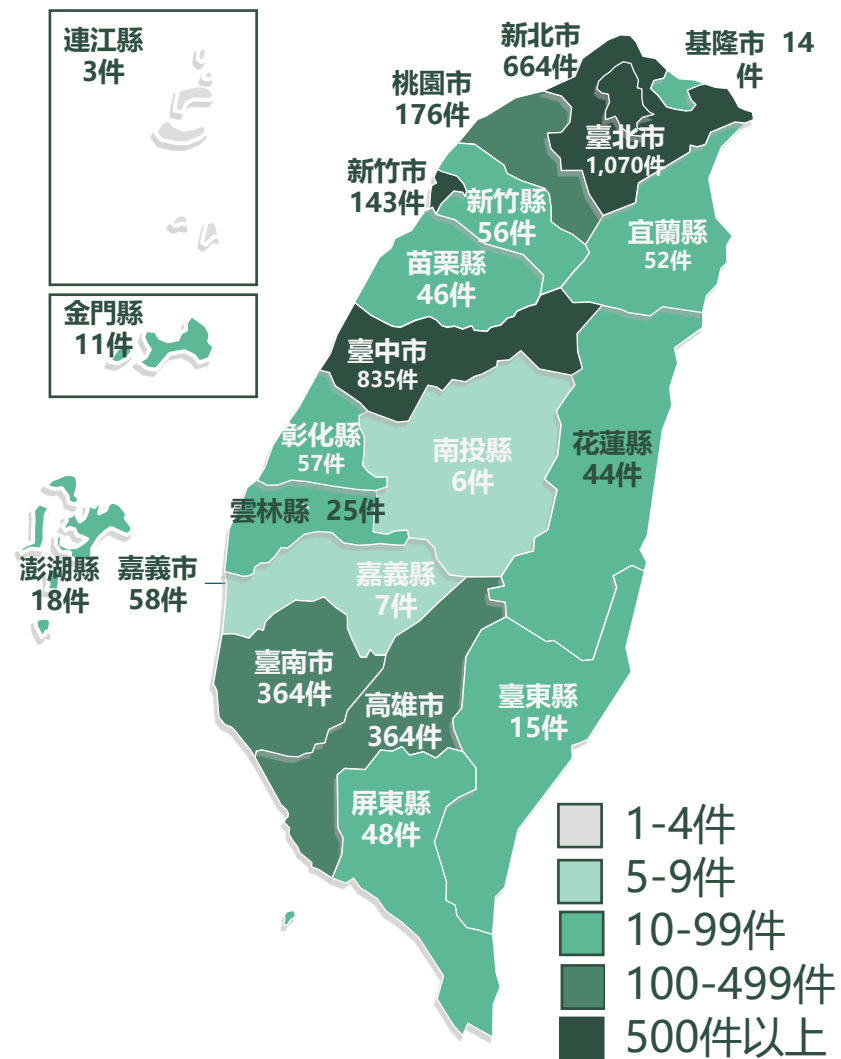 連江縣
3件
金門縣
11件
新北市
664件
基隆市 14
件
桃園市
176件
臺北市
1,070件
新竹市
143件
新竹縣
56件
宜蘭縣
52件
苗栗縣
46件
臺中市
835件
彰化縣
57件
南投縣
6件
花蓮縣
44件
雲林縣 25件
澎湖縣
18件
嘉義市
58件
嘉義縣
7件
臺南市
364件
高雄市
364件
臺東縣
15件
屏東縣
48件
1-4件
5-9件
10-99件
100-499件
500件以上